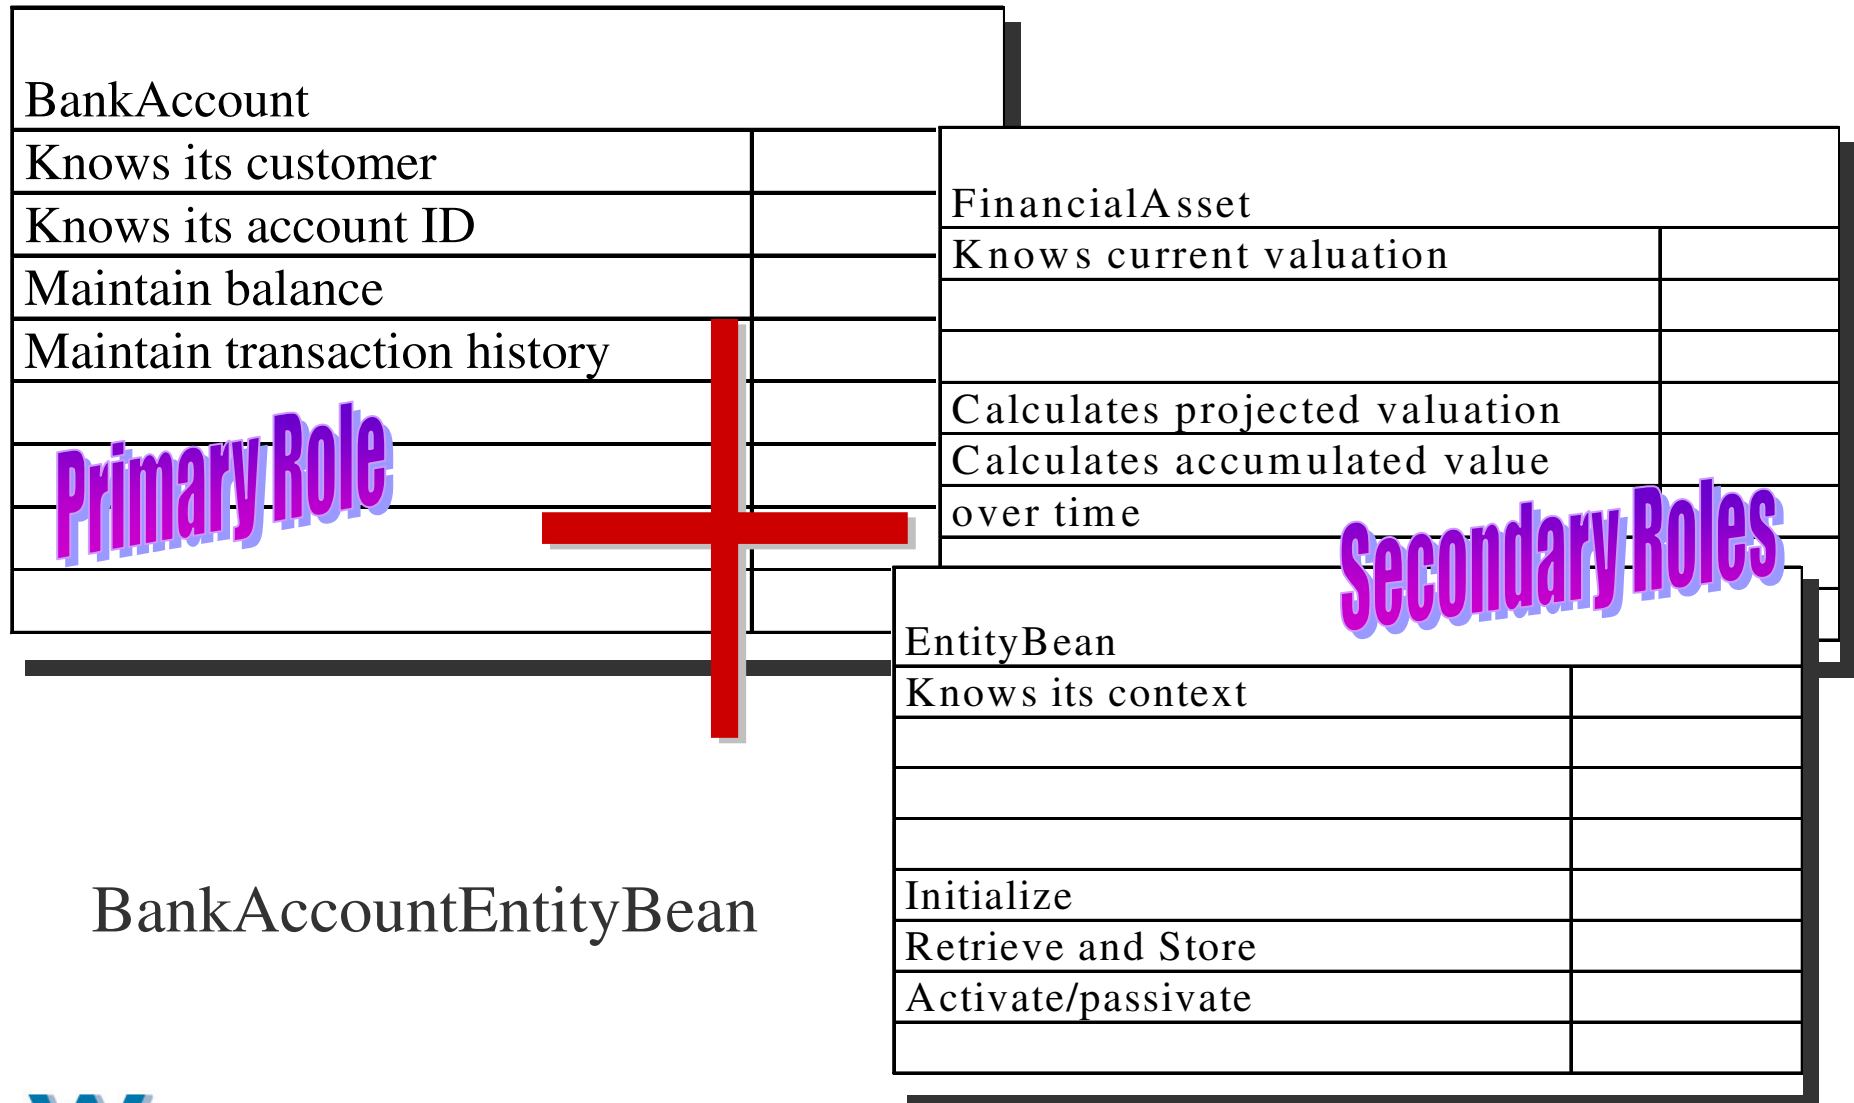 BankAccount
Knows its customer
Knows its account ID
Maintain balance
Maintain transaction history
Primary Role
FinancialAsset
Knows current valuation
Calculates projected valuation
Calculates accumulated value
over time
Secondary Roles
EntityBean
Knows its context
Initialize
Retrieve and Store
Activate/passivate
BankAccountEntityBean